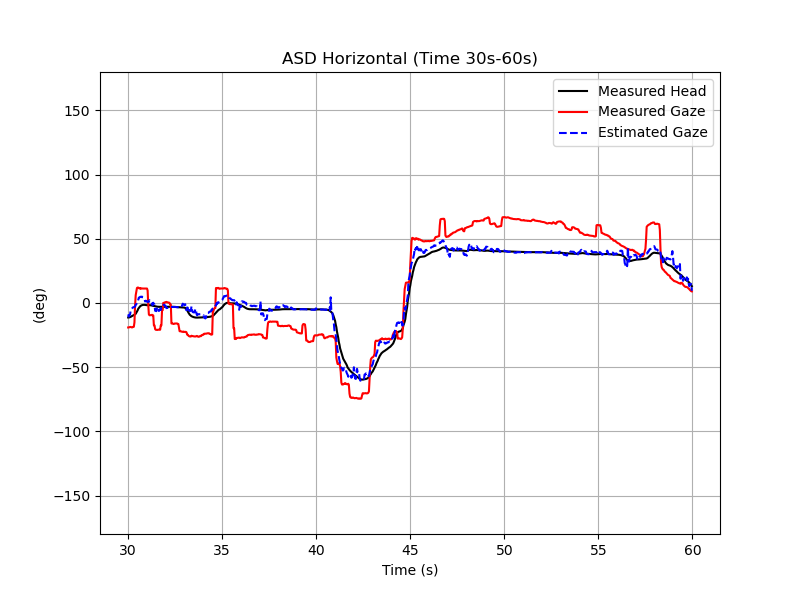 ASD Horizontal (Time 30s-60s)
Measured Head
Measured Gaze
Estimated Gaze
150
100
50
0
−50
−100
−150
(deg)
30 35 40 45 50 55 60
Time (s)